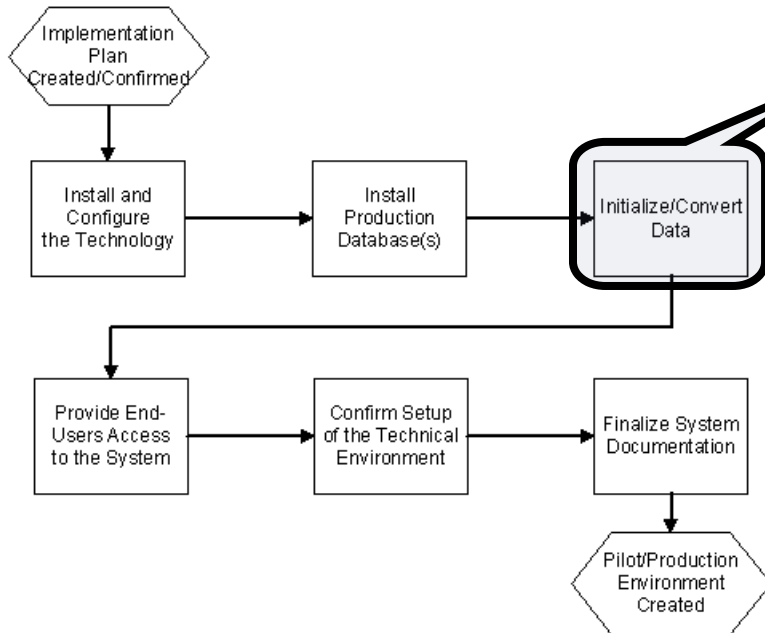 Implementation
Plan
Created/Confirmed
Install and
Configure
the Technology
Install
Production
Database(s)
Initialize/Convert
Data
Provide End-
Users Access
to the System
Confirm Setup
of the Technical
Environment
Finalize System
Documentation
Pilot/Production
Environment
Created